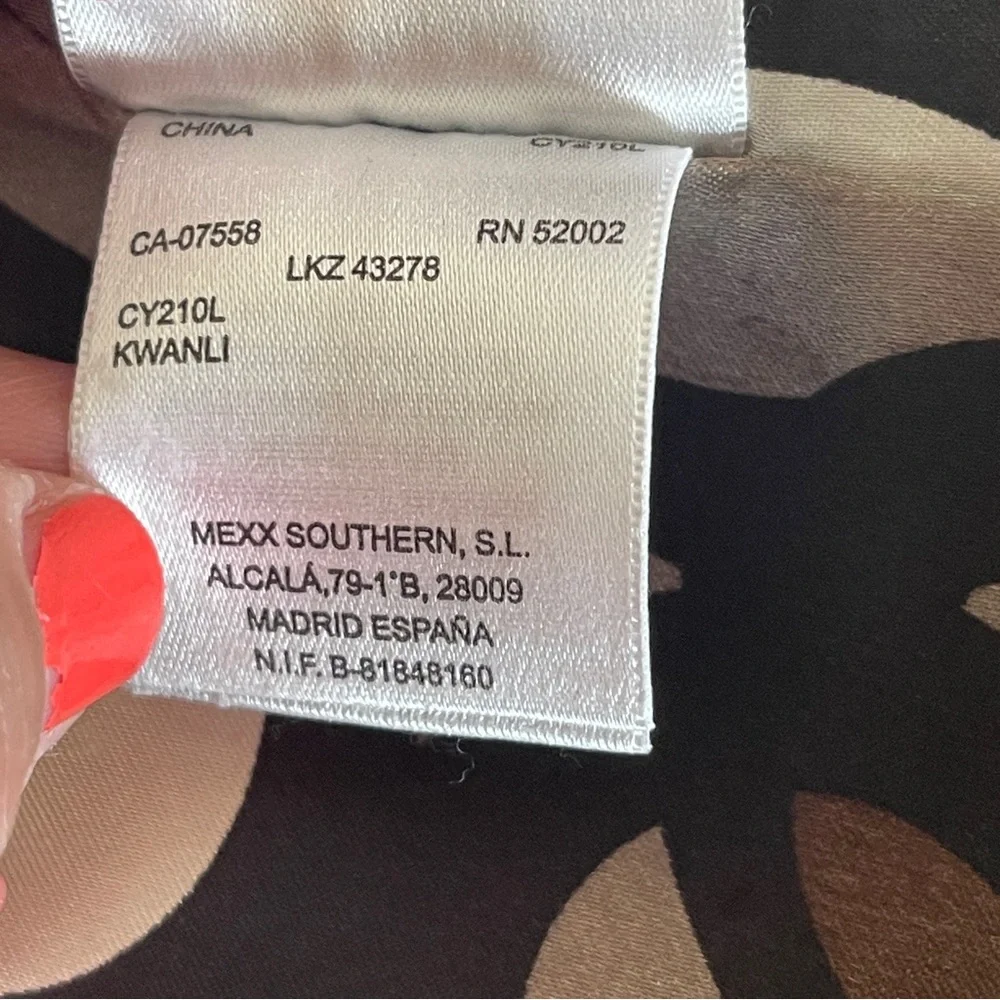 CHINA CY210L
CA-07558 RN 52002
LKZ 43278
CY210L
KWANLI
MEXX SOUTHERN, S.L.
ALCALÁ,79-1°B, 28009
MADRID ESPAÑA
N.I.F. B-81848160